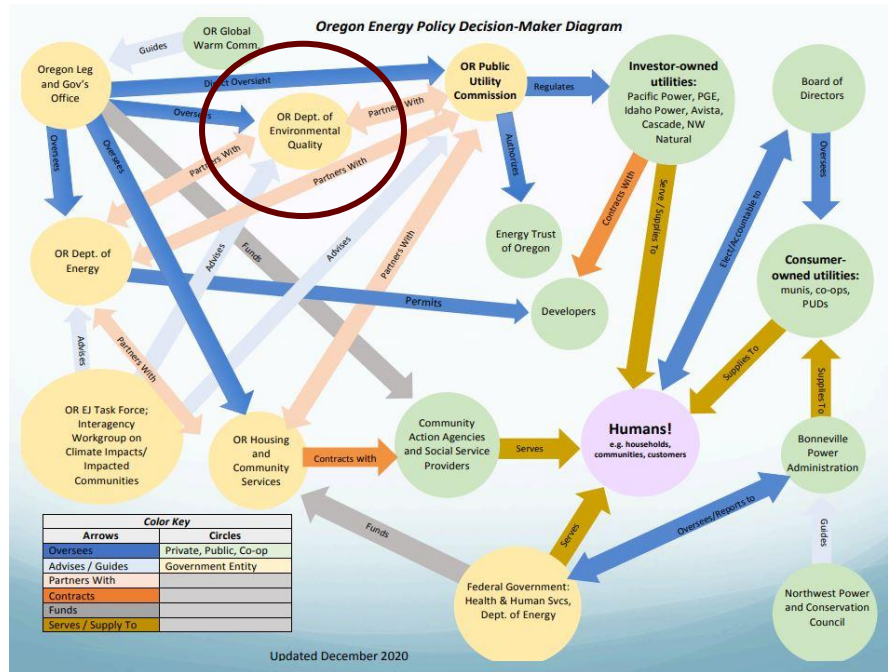 Oregon Energy Policy Decision-Maker Diagram
OR Global
Warm Comm.
Guides
Oregon Leg
and Gov's
Office
Direct Oversight
OR Public
Utility
Commission
Regulates
Investor-owned
utilities:
Pacific Power, PGE,
Idaho Power, Avista,
Cascade, NW
Natural
Board of
Directors
Oversees
OR Dept. of
Environmental
Quality
Partners With
Partners With
Partners With
Oversees
Oversees
Authorizes
Oversees
Contracts With
Serve / Supplies To
Elect/Accountable to
Energy Trust
of Oregon
OR Dept. of
Energy
Advises
Funds
Advises
Partners With
Consumer-
owned utilities:
munis, co-ops,
PUDs
Permits
Developers
Advises
Partners With
Supplies To
Supplies To
OR EJ Task Force;
Interagency
Workgroup on
Climate Impacts/
Impacted
Communities
OR Housing
and
Community
Services
Contracts with
Community
Action Agencies
and Social Service
Providers
Serves
Humans!
e.g. households,
communities, customers
Bonneville
Power
Administration
Funds
Serves
Oversees/Reports to
Guides
Color Key
Arrows Circles
Oversees Private, Public, Co-op
Advises / Guides Government Entity
Partners With
Contracts
Funds
Serves / Supply To
Federal Government:
Health & Human Svcs,
Dept. of Energy
Northwest Power
and Conservation
Council
Updated December 2020